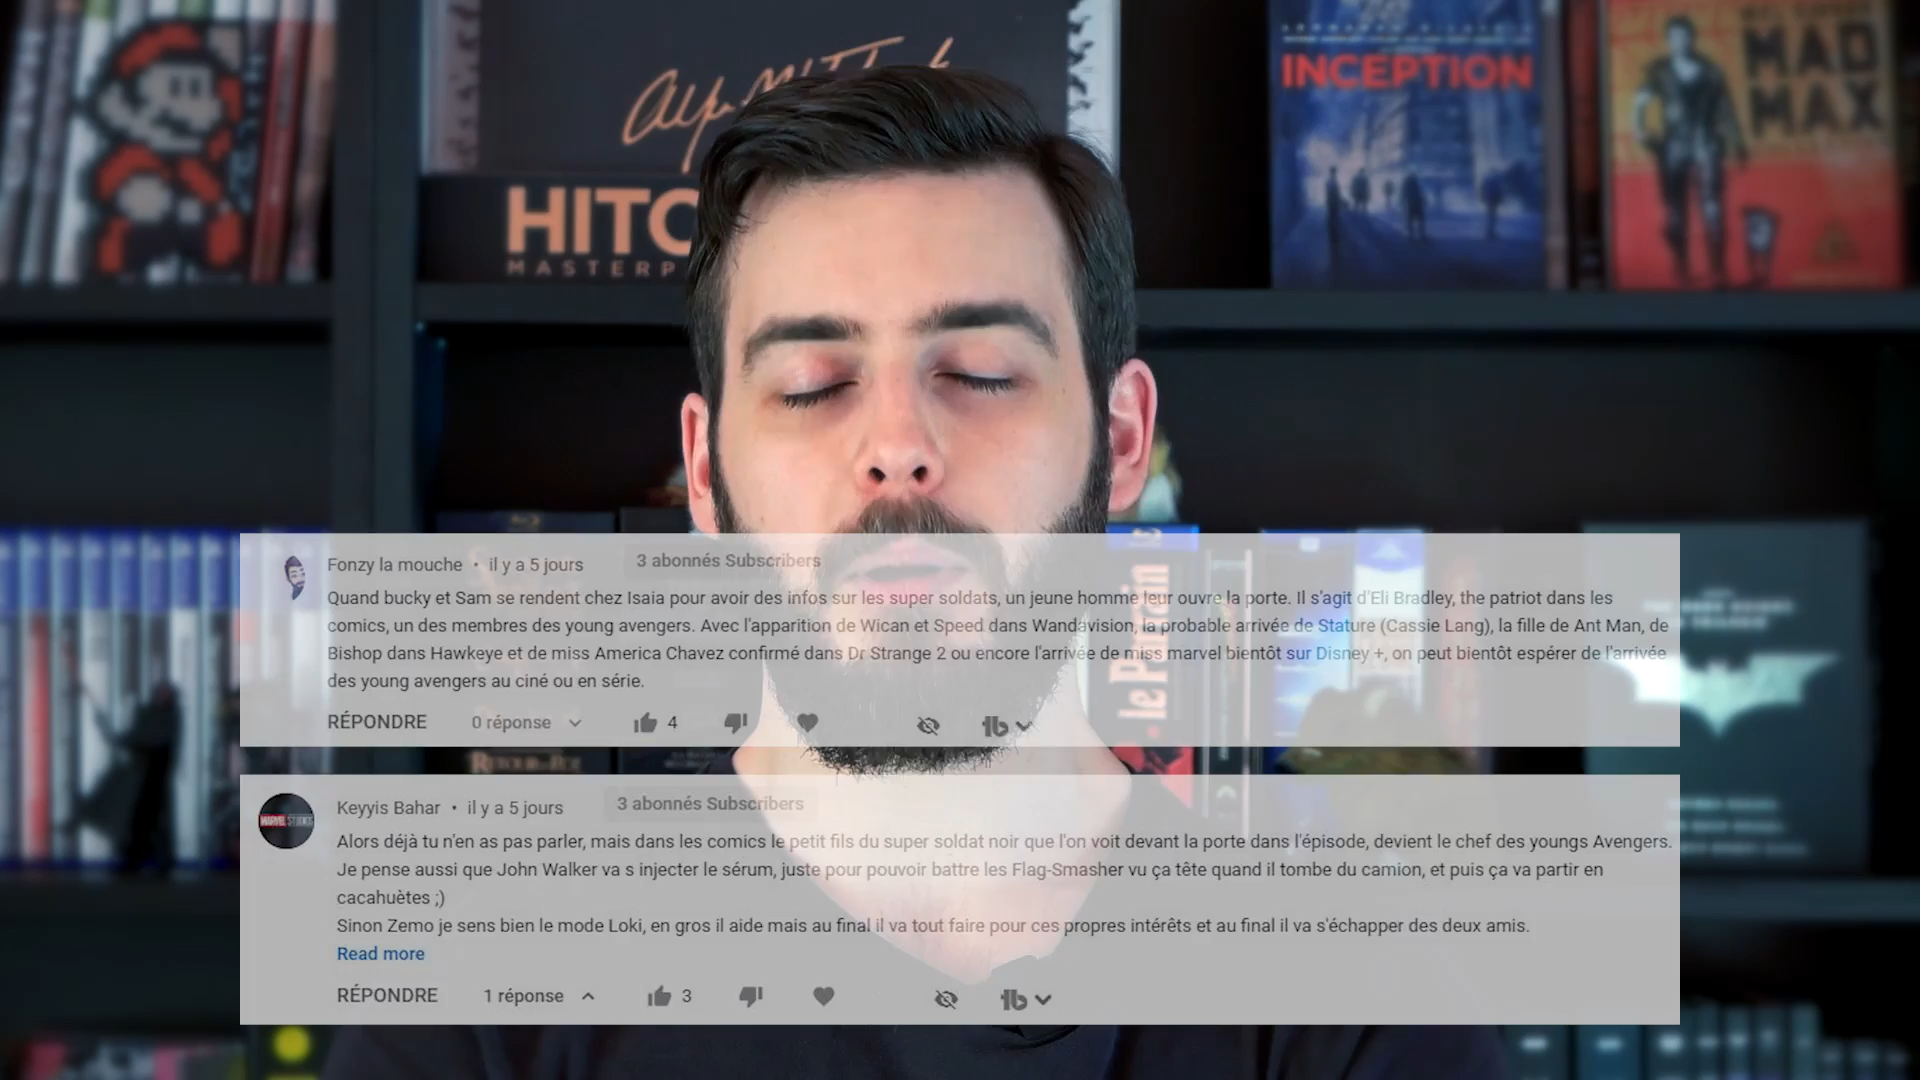 INCEPTION
MAD
MAX
HITC
MASTERP
Fonzy la mouche • il y a 5 jours 3 abonnés Subscribers
Quand bucky et Sam se rendent chez Isaia pour avoir des infos sur les super soldats, un jeune homme leur ouvre la porte. Il s'agit d'Eli Bradley, the patriot dans les
comics, un des membres des young avengers. Avec l'apparition de Wican et Speed dans Wandavision, la probable arrivée de Stature (Cassie Lang), la fille de Ant Man, de
Bishop dans Hawkeye et de miss America Chavez confirmé dans Dr Strange 2 ou encore l'arrivée de miss marvel bientôt sur Disney +, on peut bientôt espérer de l'arrivée
des young avengers au ciné ou en série.
RÉPONDRE 0 réponse 4
le Parrain
MARVEL STUDIOS
Keyyis Bahar • il y a 5 jours 3 abonnés Subscribers
Alors déjà tu n'en as pas parler, mais dans les comics le petit fils du super soldat noir que l'on voit devant la porte dans l'épisode, devient le chef des youngs Avengers.
Je pense aussi que John Walker va s injecter le sérum, juste pour pouvoir battre les Flag-Smasher vu ça tête quand il tombe du camion, et puis ça va partir en
cacahuètes ;)
Sinon Zemo je sens bien le mode Loki, en gros il aide mais au final il va tout faire pour ces propres intérêts et au final il va s'échapper des deux amis.
Read more
RÉPONDRE 1 réponse 3